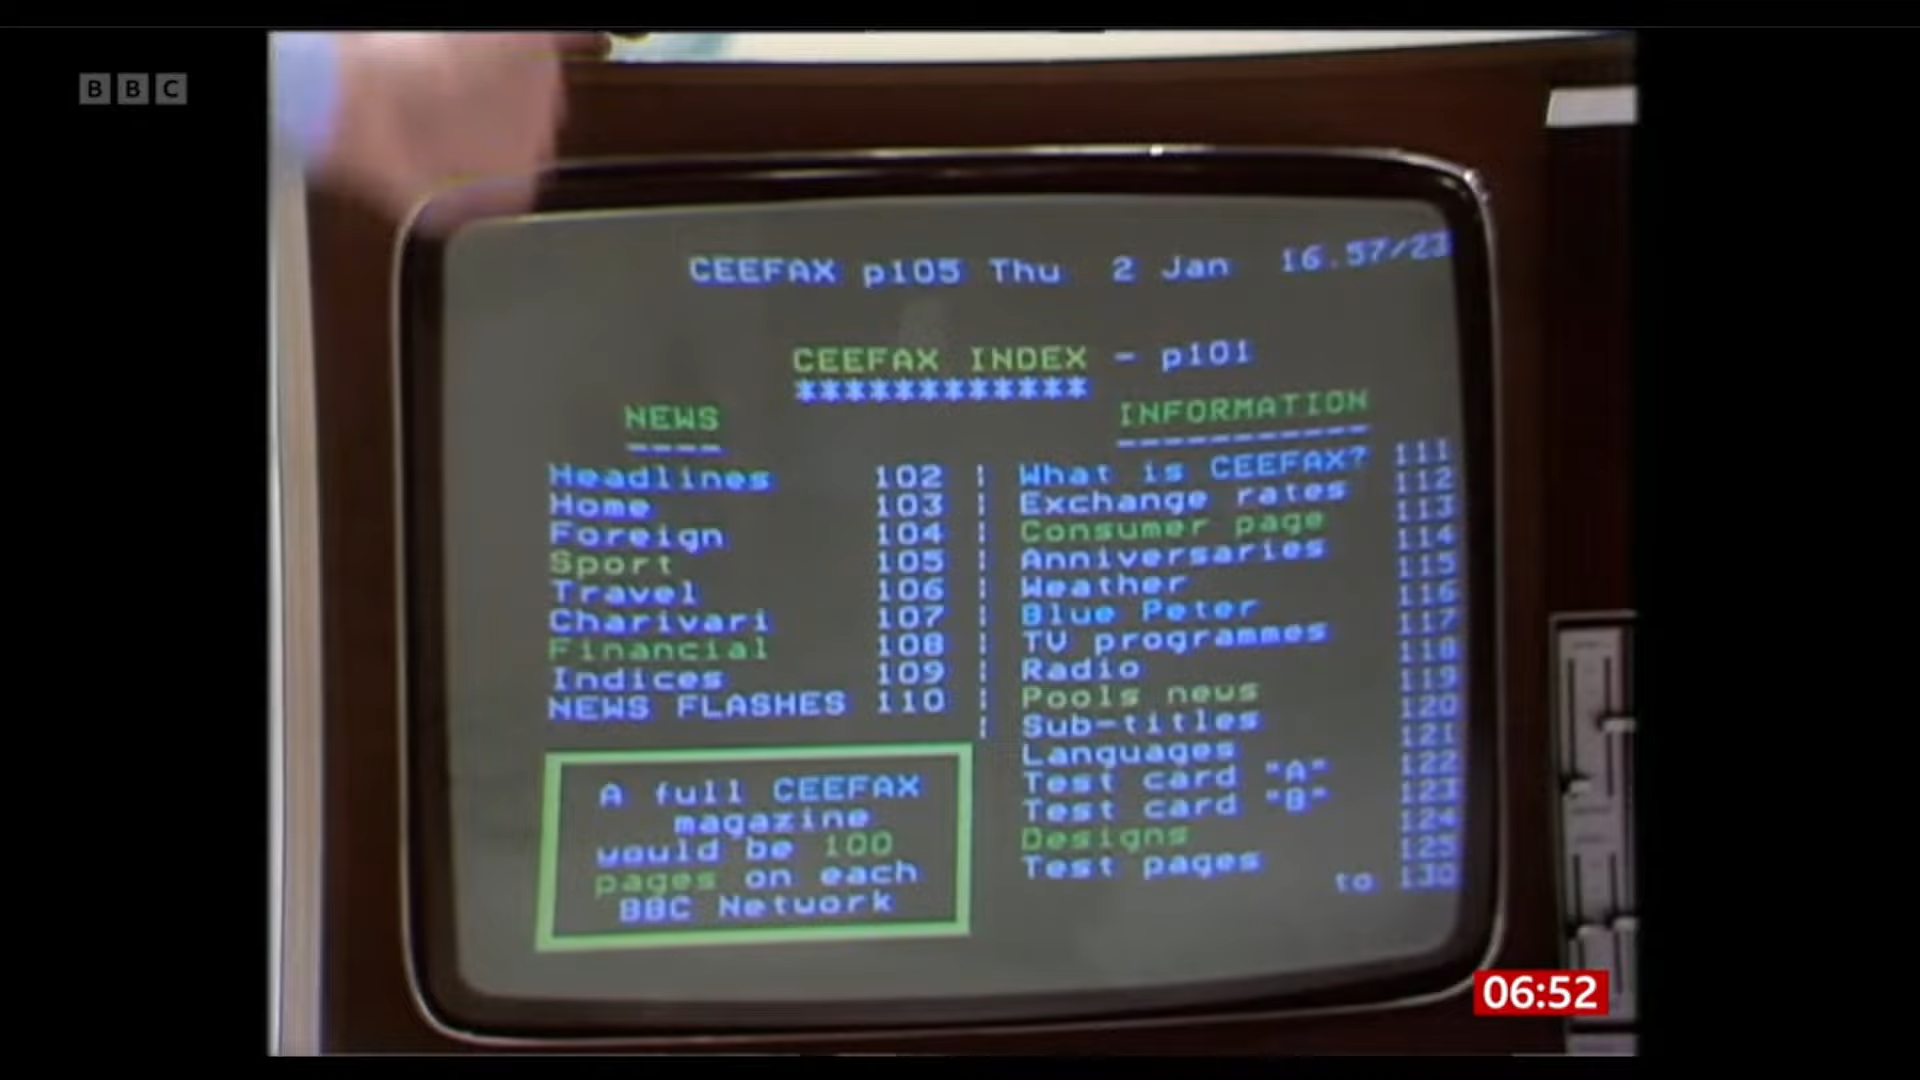 BBC
CEEFAX p105 Thu 2 Jan 16.57/23
CEEFAX INDEX - p101
************
NEWS
----
Headlines 102
Home 103
Foreign 104
Sport 105
Travel 106
Charivari 107
Financial 108
Indices 109
NEWS FLASHES 110
A full CEEFAX
magazine
would be 100
pages on each
BBC Network
INFORMATION
-----------
What is CEEFAX? 111
Exchange rates 112
Consumer page 113
Anniversaries 114
Weather 115
Blue Peter 116
TV programmes 117
Radio 118
Pools news 119
Sub-titles 120
Languages 121
Test card "A" 122
Test card "B" 123
Designs 124
Test pages 125
to 130
06:52